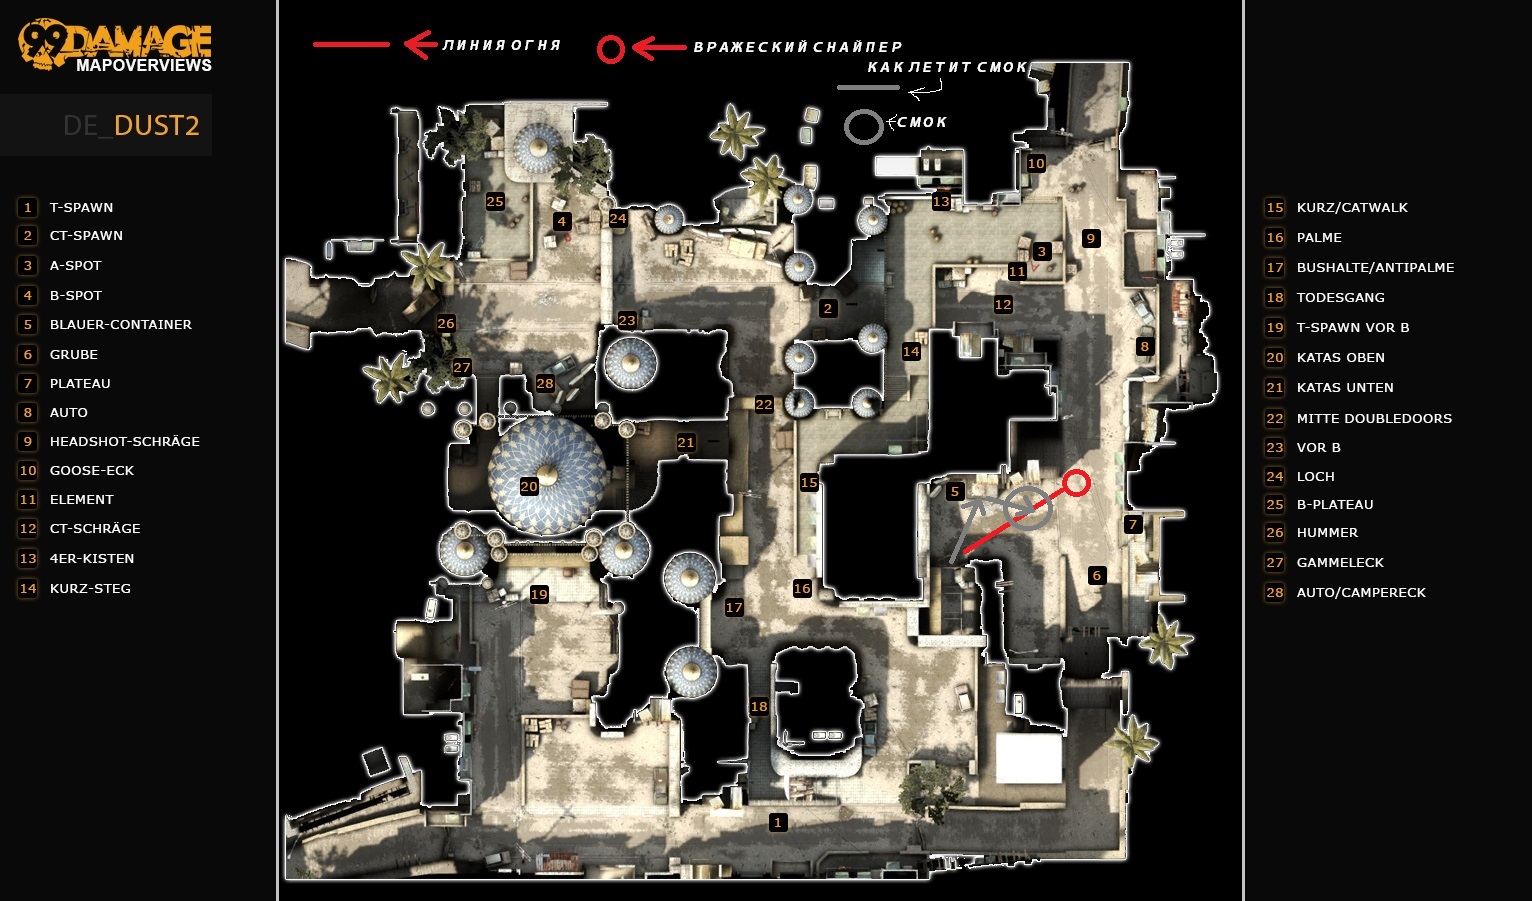 99DAMAGE
MAPOVERVIEWS
DE_DUST2
1 T-SPAWN
2 CT-SPAWN
3 A-SPOT
4 B-SPOT
5 BLAUER-CONTAINER
6 GRUBE
7 PLATEAU
8 AUTO
9 HEADSHOT-SCHRÄGE
10 GOOSE-ECK
11 ELEMENT
12 CT-SCHRÄGE
13 4ER-KISTEN
14 KURZ-STEG
ЛИНИЯ ОГНЯ
ВРАЖЕСКИЙ СНАЙПЕР
КАК ЛЕТИТ СМОК
СМОК
10
25
13
4
24
9
3
11
12
2
26
23
8
14
27
28
22
21
15
20
5
7
6
16
19
17
18
1
15 KURZ/CATWALK
16 PALME
17 BUSHALTE/ANTIPALME
18 TODESGANG
19 T-SPAWN VOR B
20 KATAS OBEN
21 KATAS UNTEN
22 MITTE DOUBLEDOORS
23 VOR B
24 LOCH
25 B-PLATEAU
26 HUMMER
27 GAMMELECK
28 AUTO/CAMPERECK